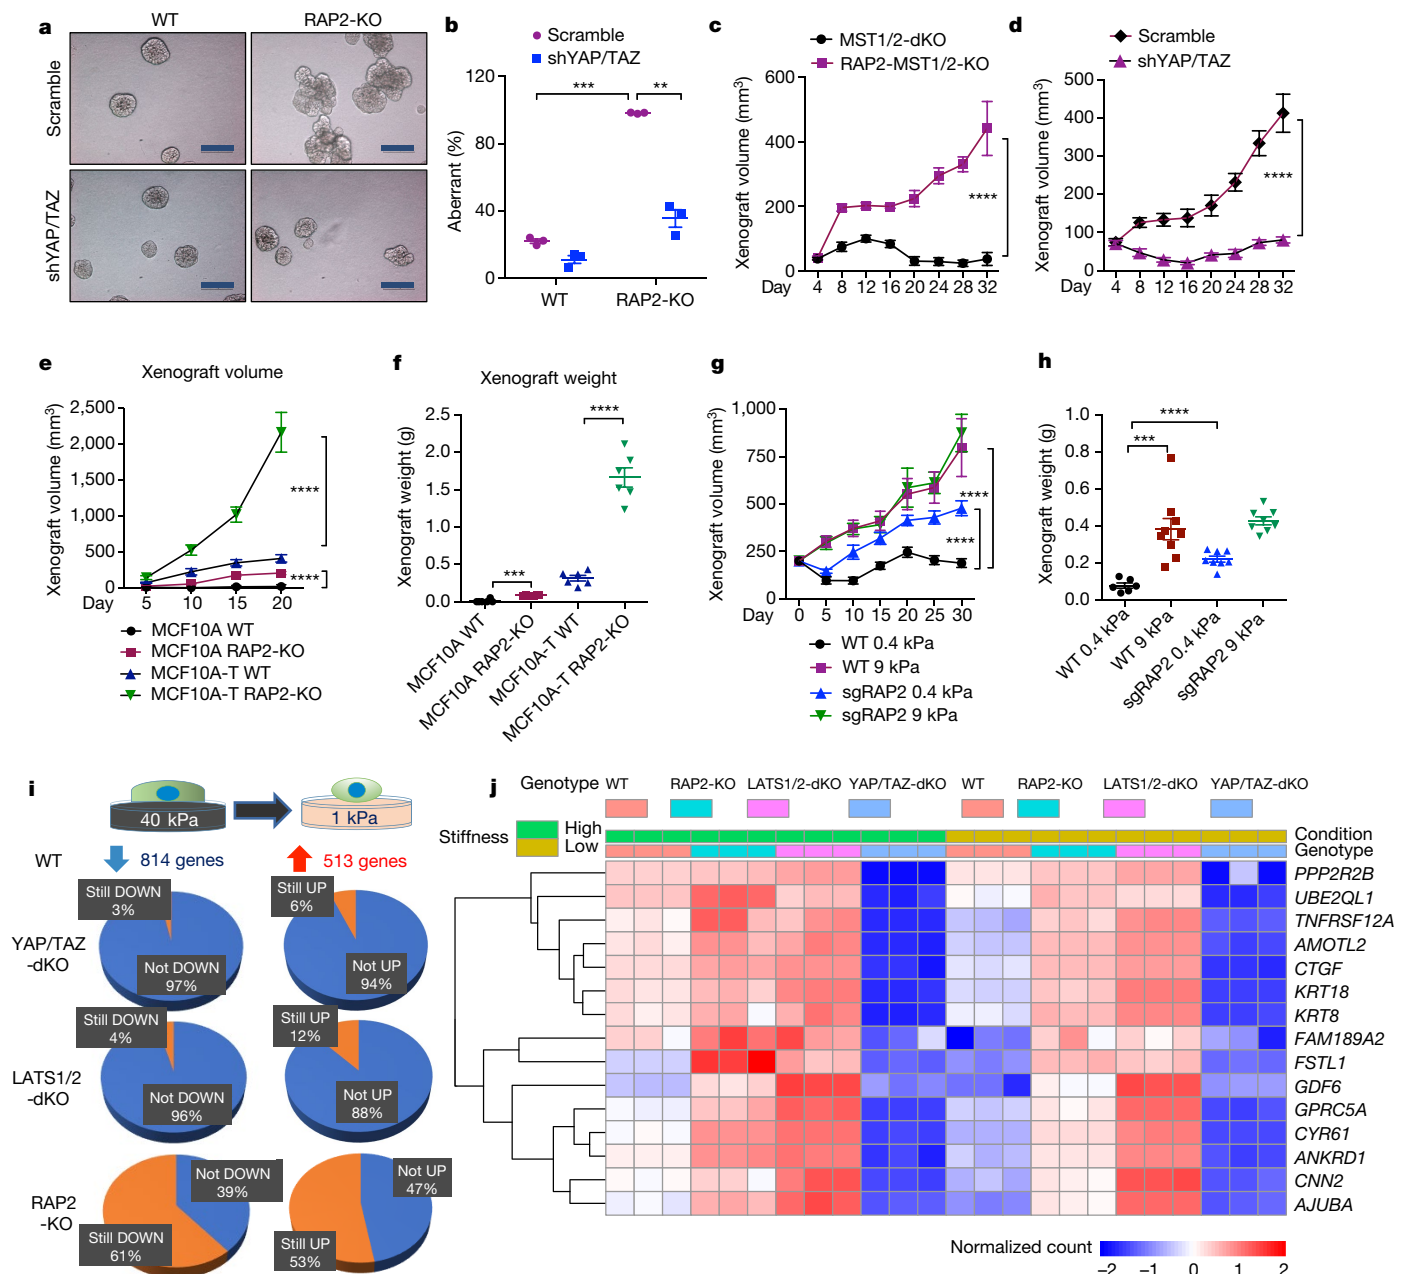 a
WT
RAP2-KO
Scramble
shYAP/TAZ
b
Scramble
shYAP/TAZ
Aberrant (%)
120
80
40
0
***
**
WT
RAP2-KO
c
MST1/2-dKO
RAP2-MST1/2-KO
Xenograft volume (mm³)
600
400
200
0
****
Day
4 8 12 16 20 24 28 32
d
Scramble
shYAP/TAZ
Xenograft volume (mm³)
500
400
300
200
100
0
****
Day
4 8 12 16 20 24 28 32
e
Xenograft volume
Xenograft volume (mm³)
2,500
2,000
1,500
1,000
500
0
****
****
Day
5 10 15 20
MCF10A WT
MCF10A RAP2-KO
MCF10A-T WT
MCF10A-T RAP2-KO
f
Xenograft weight
Xenograft weight (g)
2.5
2.0
1.5
1.0
0.5
0.0
***
****
MCF10A WT
MCF10A RAP2-KO
MCF10A-T WT
MCF10A-T RAP2-KO
g
Xenograft volume (mm³)
1,000
750
500
250
0
****
****
Day
0 5 10 15 20 25 30
WT 0.4 kPa
WT 9 kPa
sgRAP2 0.4 kPa
sgRAP2 9 kPa
h
Xenograft weight (g)
1.0
0.8
0.6
0.4
0.2
0.0
****
***
WT 0.4 kPa
WT 9 kPa
sgRAP2 0.4 kPa
sgRAP2 9 kPa
i
40 kPa
1 kPa
WT
814 genes
513 genes
YAP/TAZ
-dKO
Still DOWN
3%
Not DOWN
97%
Still UP
6%
Not UP
94%
LATS1/2
-dKO
Still DOWN
4%
Not DOWN
96%
Still UP
12%
Not UP
88%
RAP2
-KO
Not DOWN
39%
Still DOWN
61%
Not UP
47%
Still UP
53%
j
Genotype WT RAP2-KO LATS1/2-dKO YAP/TAZ-dKO WT RAP2-KO LATS1/2-dKO YAP/TAZ-dKO
Stiffness
High
Low
Condition
Genotype
PPP2R2B
UBE2QL1
TNFRSF12A
AMOTL2
CTGF
KRT18
KRT8
FAM189A2
FSTL1
GDF6
GPRC5A
CYR61
ANKRD1
CNN2
AJUBA
Normalized count
–2 –1 0 1 2